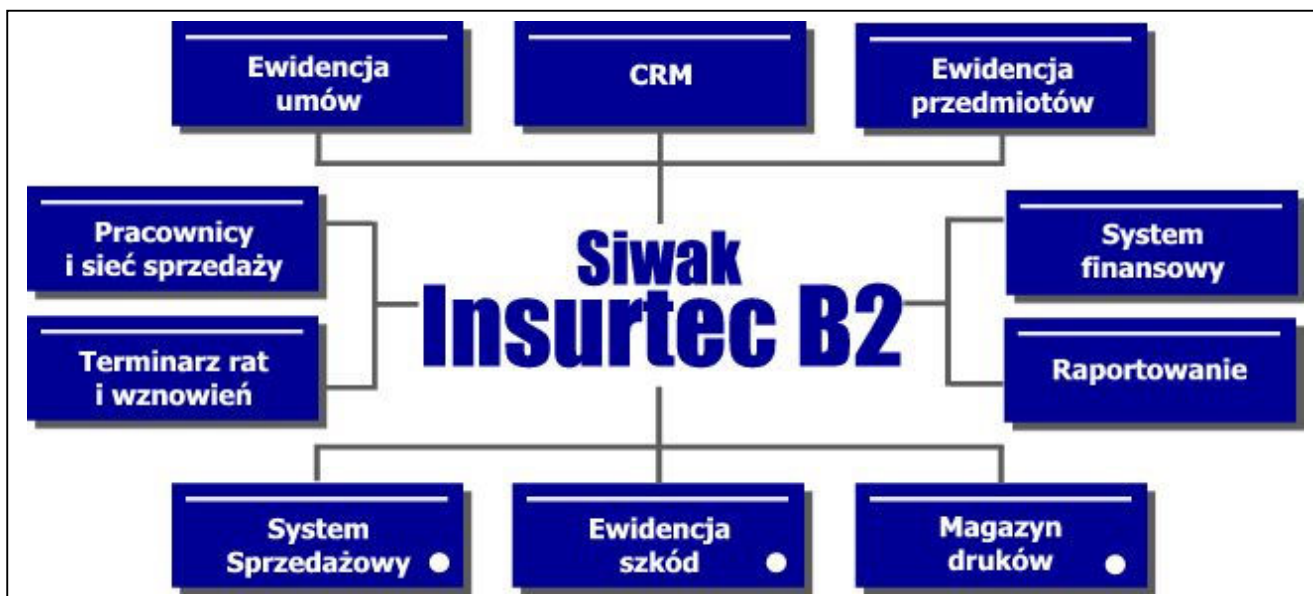 Ewidencja
umów
CRM
Ewidencja
przedmiotów
Pracownicy
i sieć sprzedaży
System
finansowy
Siwak
Insurtec B2
Terminarz rat
i wznowień
Raportowanie
System
Sprzedażowy
Ewidencja
szkód
Magazyn
druków